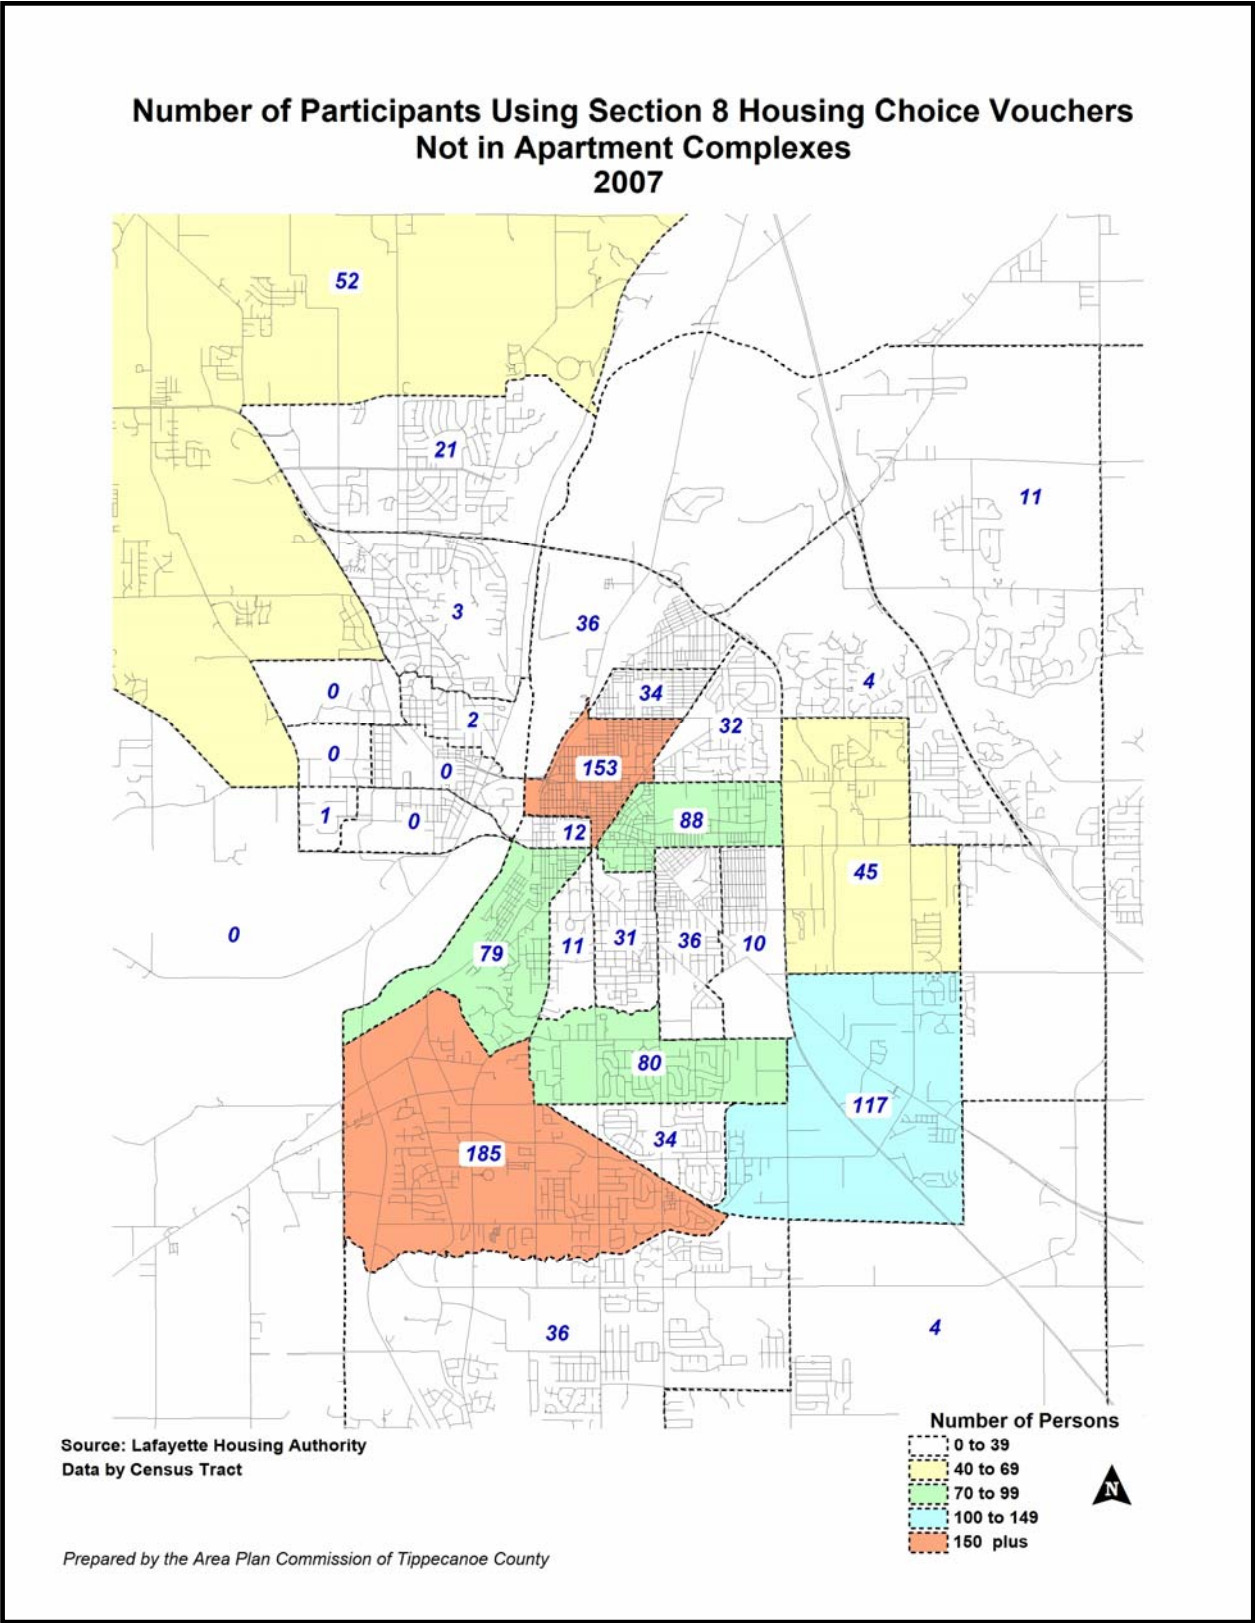 Number of Participants Using Section 8 Housing Choice Vouchers
Not in Apartment Complexes
2007
52
21
11
3
36
0
34
4
2
32
0
0
153
1
0
12
88
45
0
79
11
31
36
10
80
117
34
185
36
4
Number of Persons
0 to 39
40 to 69
70 to 99
100 to 149
150 plus
N
Source: Lafayette Housing Authority
Data by Census Tract
Prepared by the Area Plan Commission of Tippecanoe County